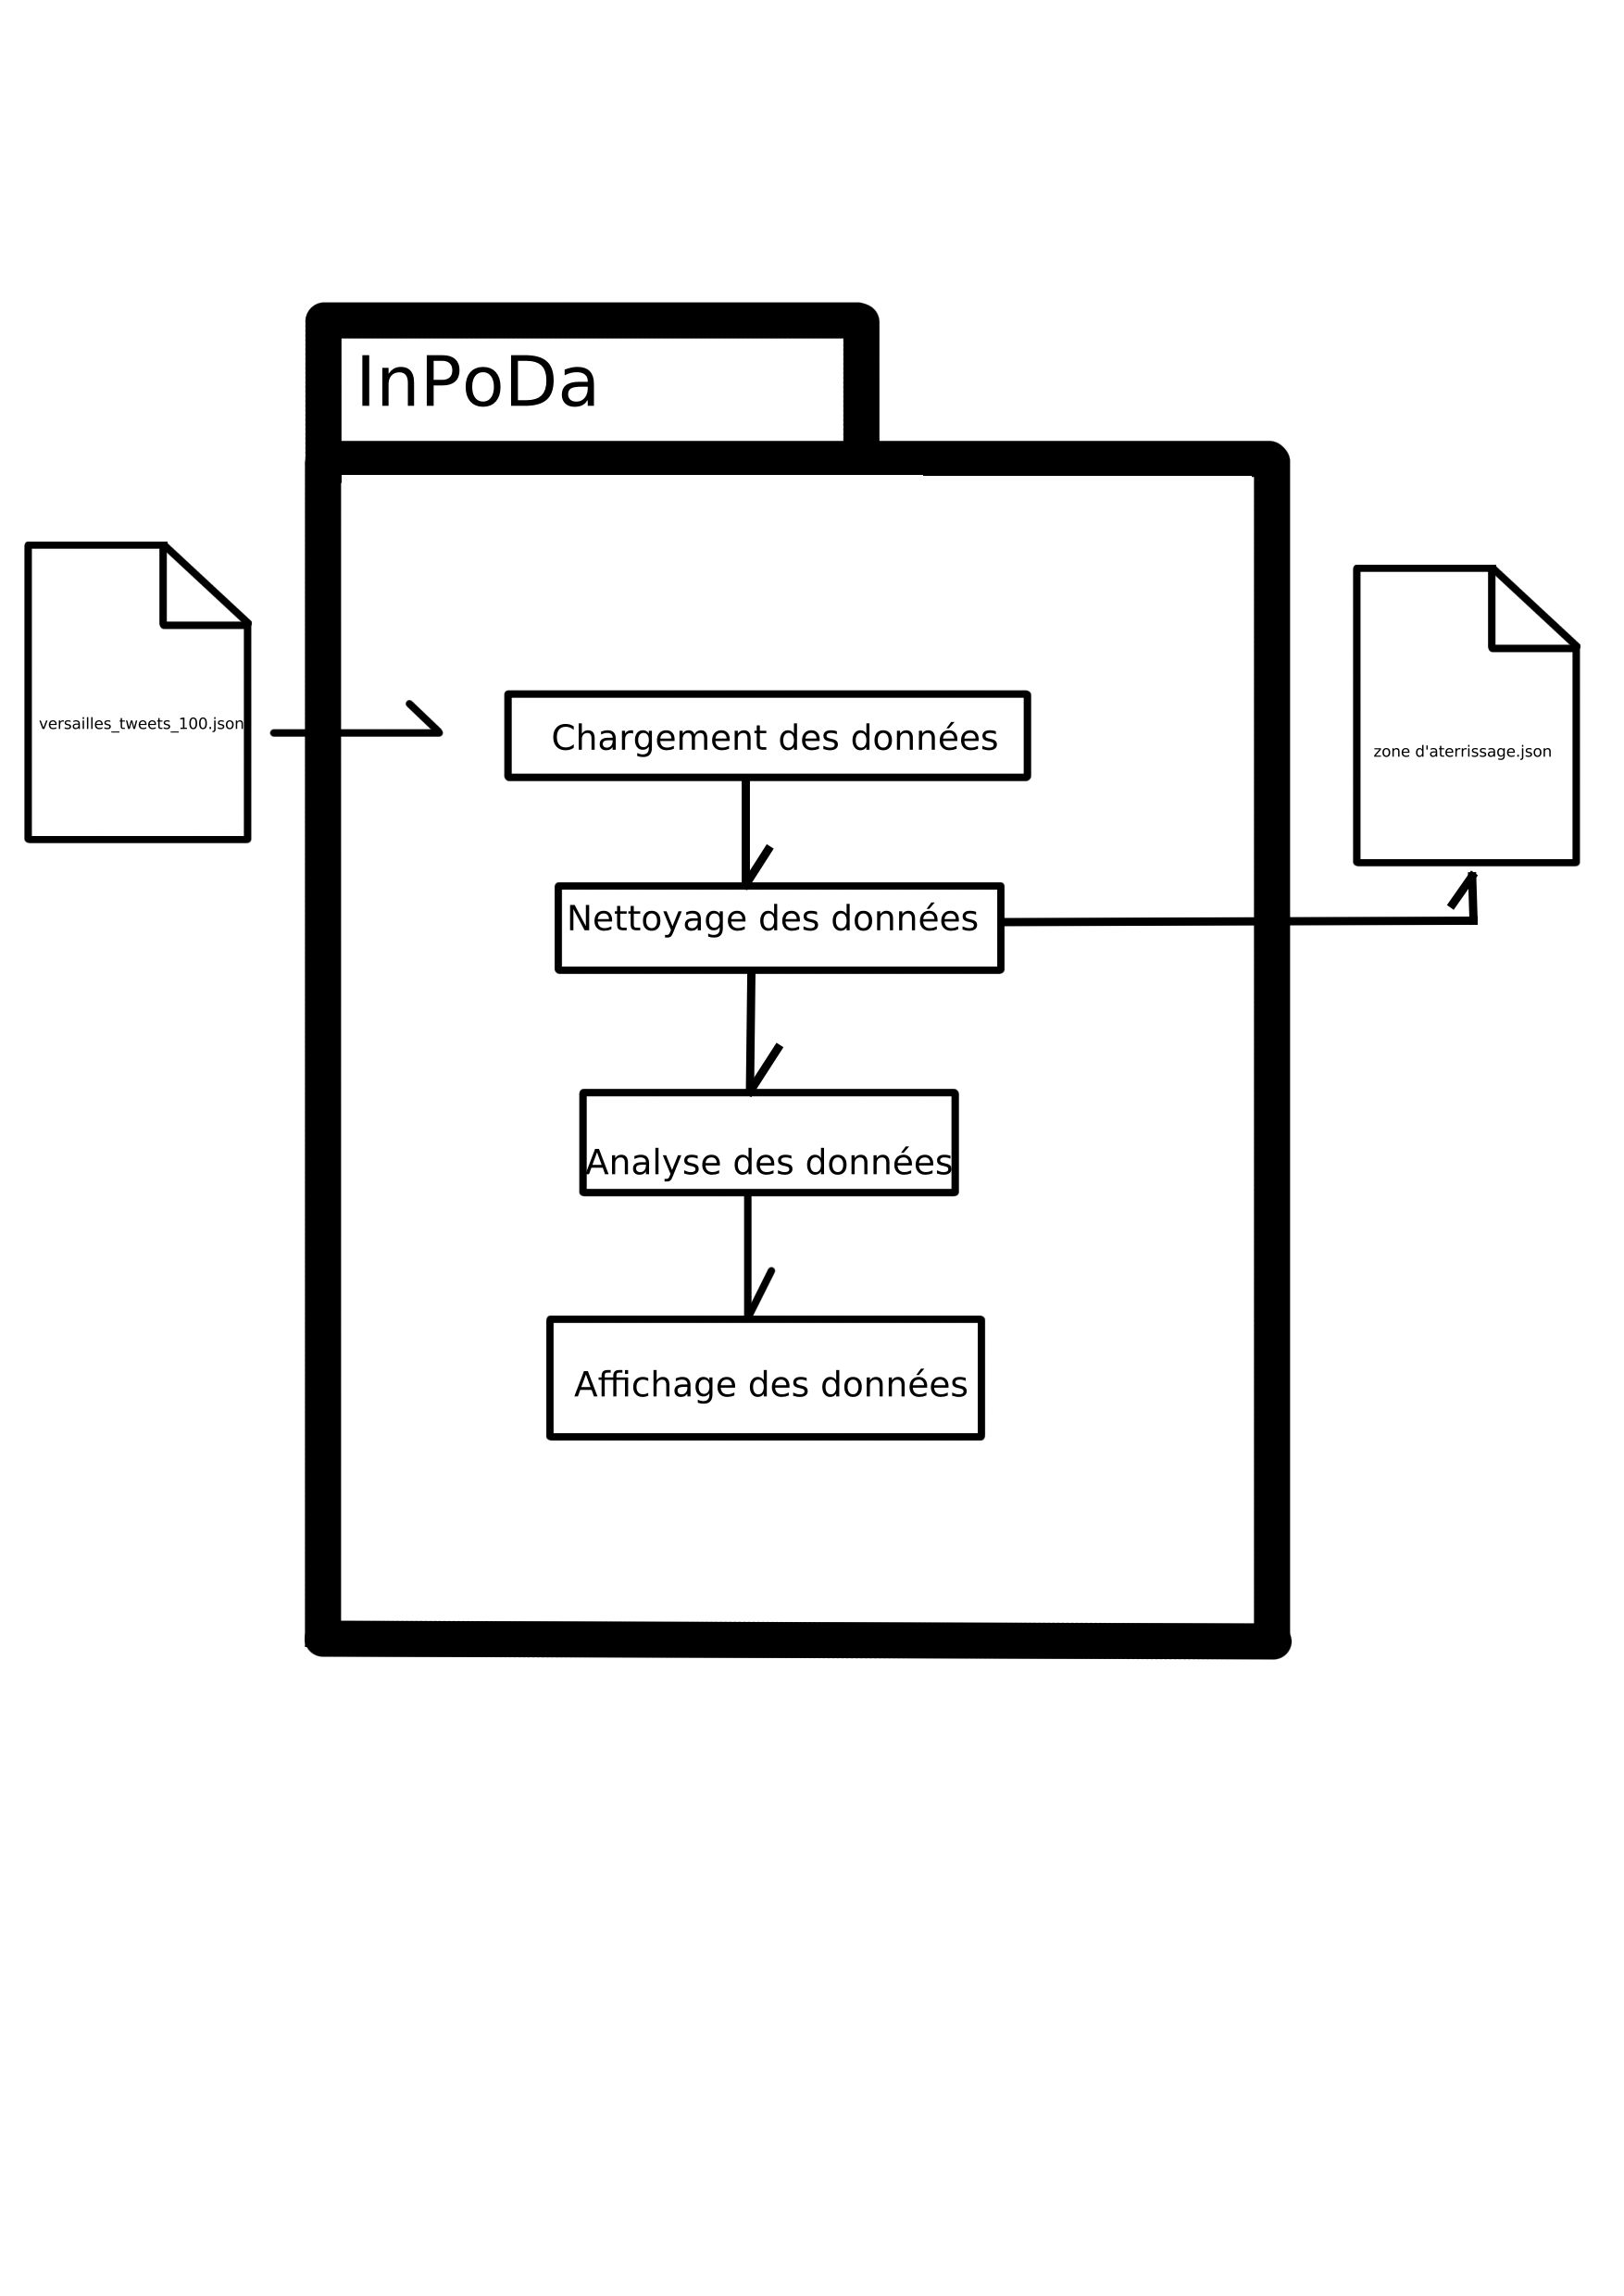 InPoDa
versailles_tweets_100.json
Chargement des données
zone d'aterrissage.json
Nettoyage des données
Analyse des données
Affichage des données